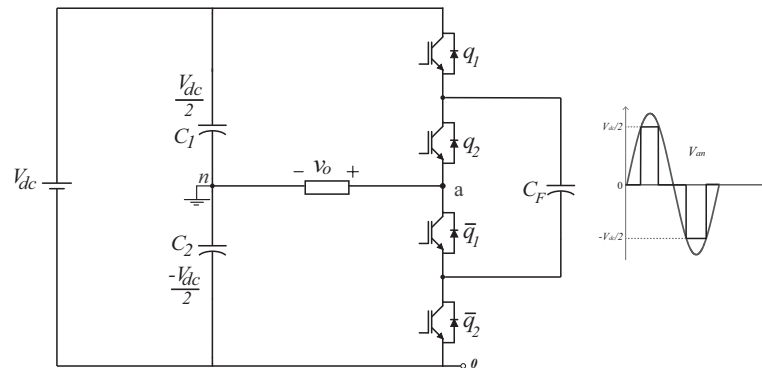 V_dc/2
C_1
V_dc
n
- v_o +
a
C_2
-V_dc/2
q_1
q_2
q̅_1
q̅_2
C_F
0
V_dc/2
V_an
0
-V_dc/2